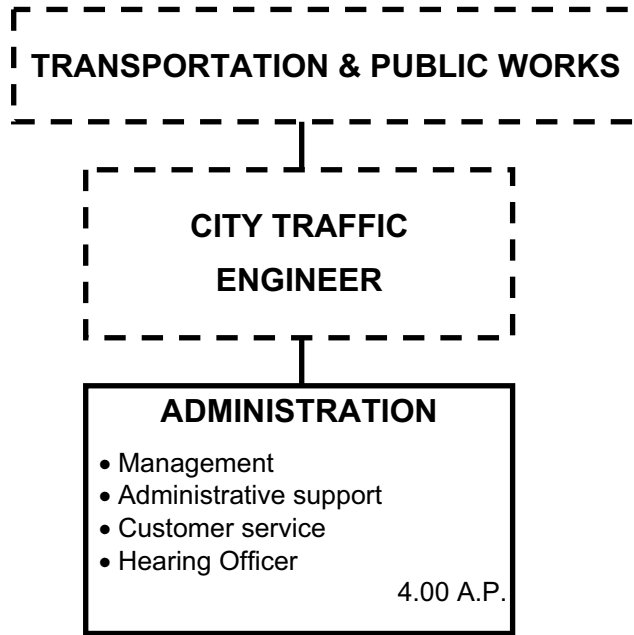 TRANSPORTATION & PUBLIC WORKS
CITY TRAFFIC
ENGINEER
ADMINISTRATION
• Management
• Administrative support
• Customer service
• Hearing Officer
4.00 A.P.